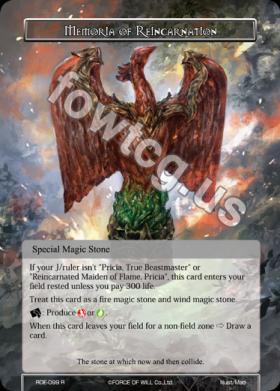 Memoria of Reincarnation
fowtcg.us
Special Magic Stone
If your J/ruler isn't "Pricia, True Beastmaster" or
"Reincarnated Maiden of Flame, Pricia", this card enters your
field rested unless you pay 300 life.
Treat this card as a fire magic stone and wind magic stone.
: Produce or .
When this card leaves your field for a non-field zone ⇨ Draw a
card.
The stone at which now and then collide.
RDE-099 R
©FORCE OF WILL Co.,Ltd.